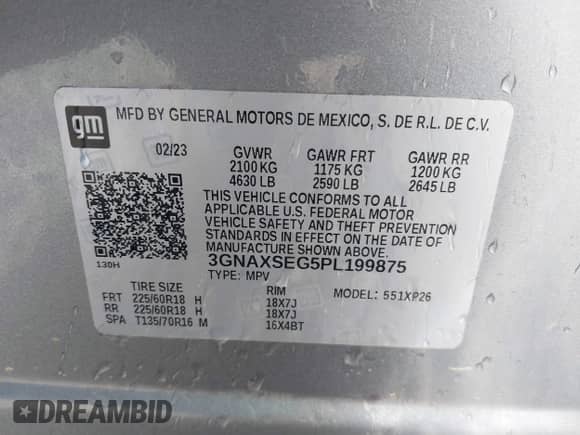 gm
MFD BY GENERAL MOTORS DE MEXICO, S. DE R.L. DE C.V.
02/23 GVWR GAWR FRT GAWR RR
2100 KG 1175 KG 1200 KG
4630 LB 2590 LB 2645 LB
THIS VEHICLE CONFORMS TO ALL
APPLICABLE U.S. FEDERAL MOTOR
VEHICLE SAFETY AND THEFT PREVENTION
STANDARDS IN EFFECT ON THE DATE OF
MANUFACTURE SHOWN ABOVE.
130H 3GNAXSEG5PL199875
TYPE: MPV
TIRE SIZE RIM MODEL: 551XP26
FRT 225/60R18 H 18X7J
RR 225/60R18 H 18X7J
SPA T135/70R16 M 16X4BT
DREAMBID